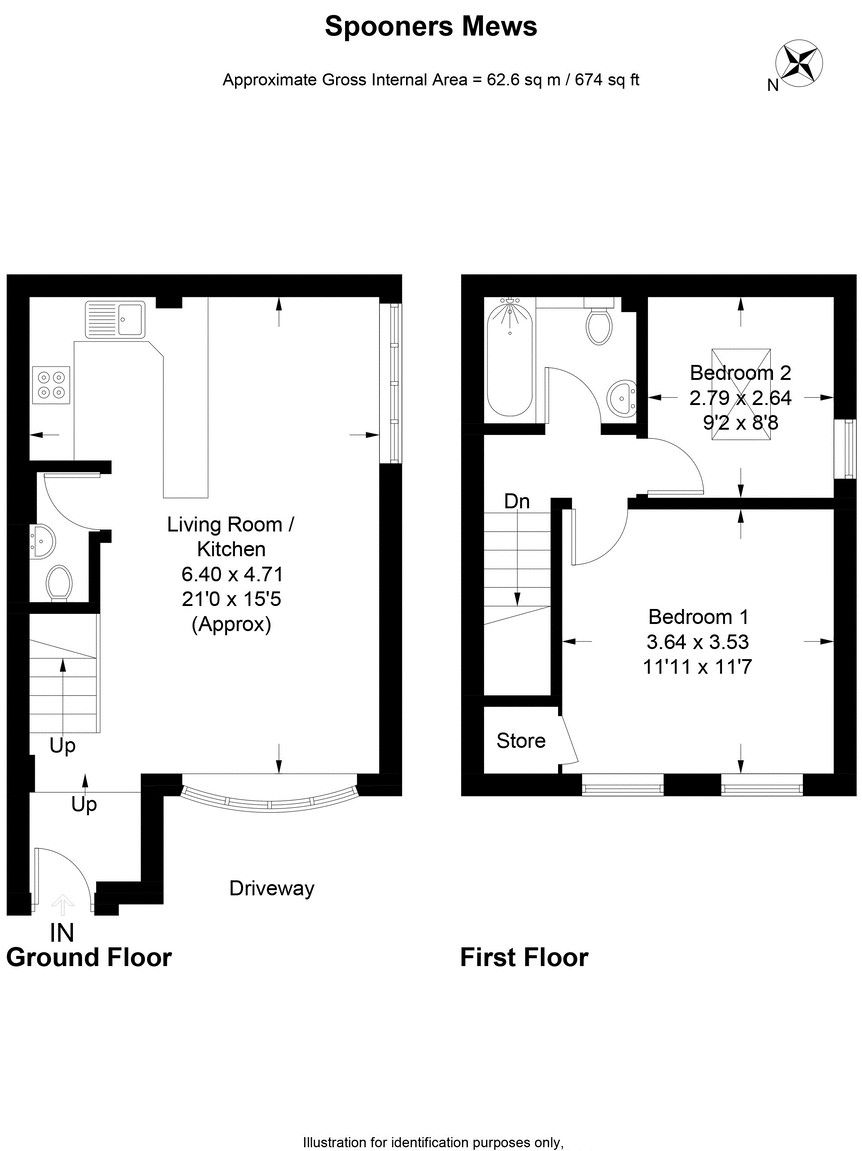 Spooners Mews
Approximate Gross Internal Area = 62.6 sq m / 674 sq ft
N
Living Room /
Kitchen
6.40 x 4.71
21'0 x 15'5
(Approx)
Up
Up
Driveway
IN
Ground Floor
Bedroom 2
2.79 x 2.64
9'2 x 8'8
Dn
Bedroom 1
3.64 x 3.53
11'11 x 11'7
Store
First Floor
Illustration for identification purposes only,